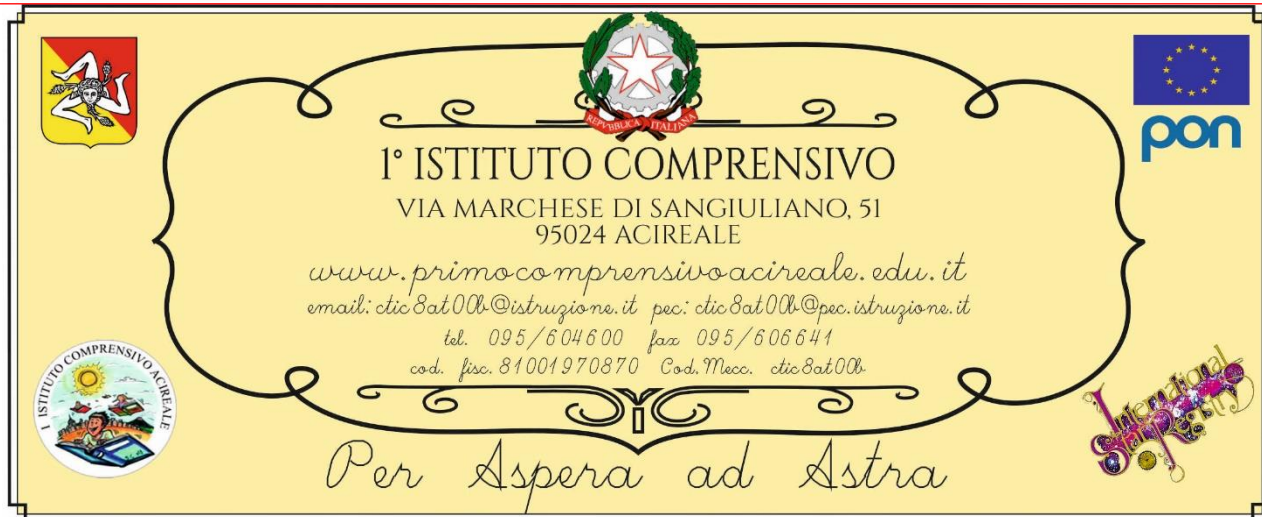 REPVBBLICA ITALIANA
pon
1° ISTITUTO COMPRENSIVO
VIA MARCHESE DI SANGIULIANO, 51
95024 ACIREALE
www.primocomprensivoacireale.edu.it
email: ctic8at00b@istruzione.it pec: ctic8at00b@pec.istruzione.it
tel. 095/604600 fax 095/606641
cod. fisc. 81001970870 Cod. Mecc. ctic8at00b
I ISTITUTO COMPRENSIVO ACIREALE
International
Star Registry
Per Aspera ad Astra